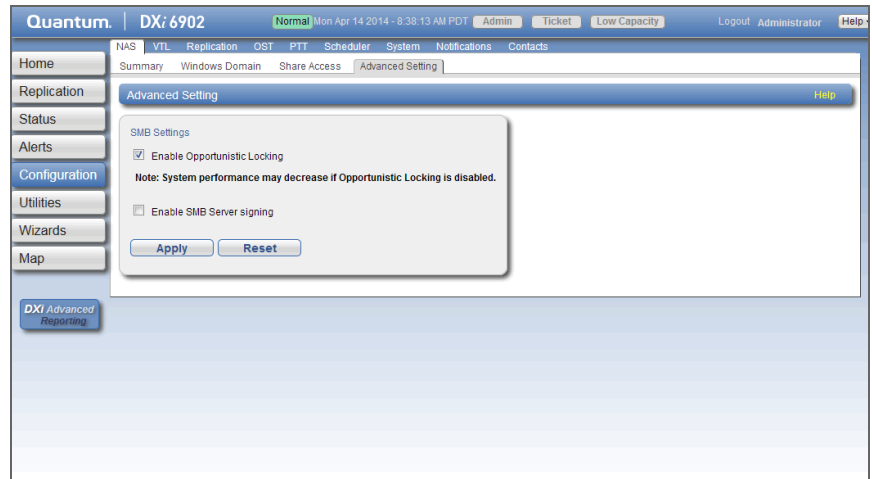 Quantum. DXi 6902 Normal Mon Apr 14 2014 - 8:38:13 AM PDT Admin Ticket Low Capacity Logout Administrator Help
NAS VTL Replication OST PTT Scheduler System Notifications Contacts
Summary Windows Domain Share Access Advanced Setting
Home
Replication
Status
Alerts
Configuration
Utilities
Wizards
Map
DXi Advanced
Reporting
Advanced Setting Help
SMB Settings
Enable Opportunistic Locking
Note: System performance may decrease if Opportunistic Locking is disabled.
Enable SMB Server signing
Apply Reset